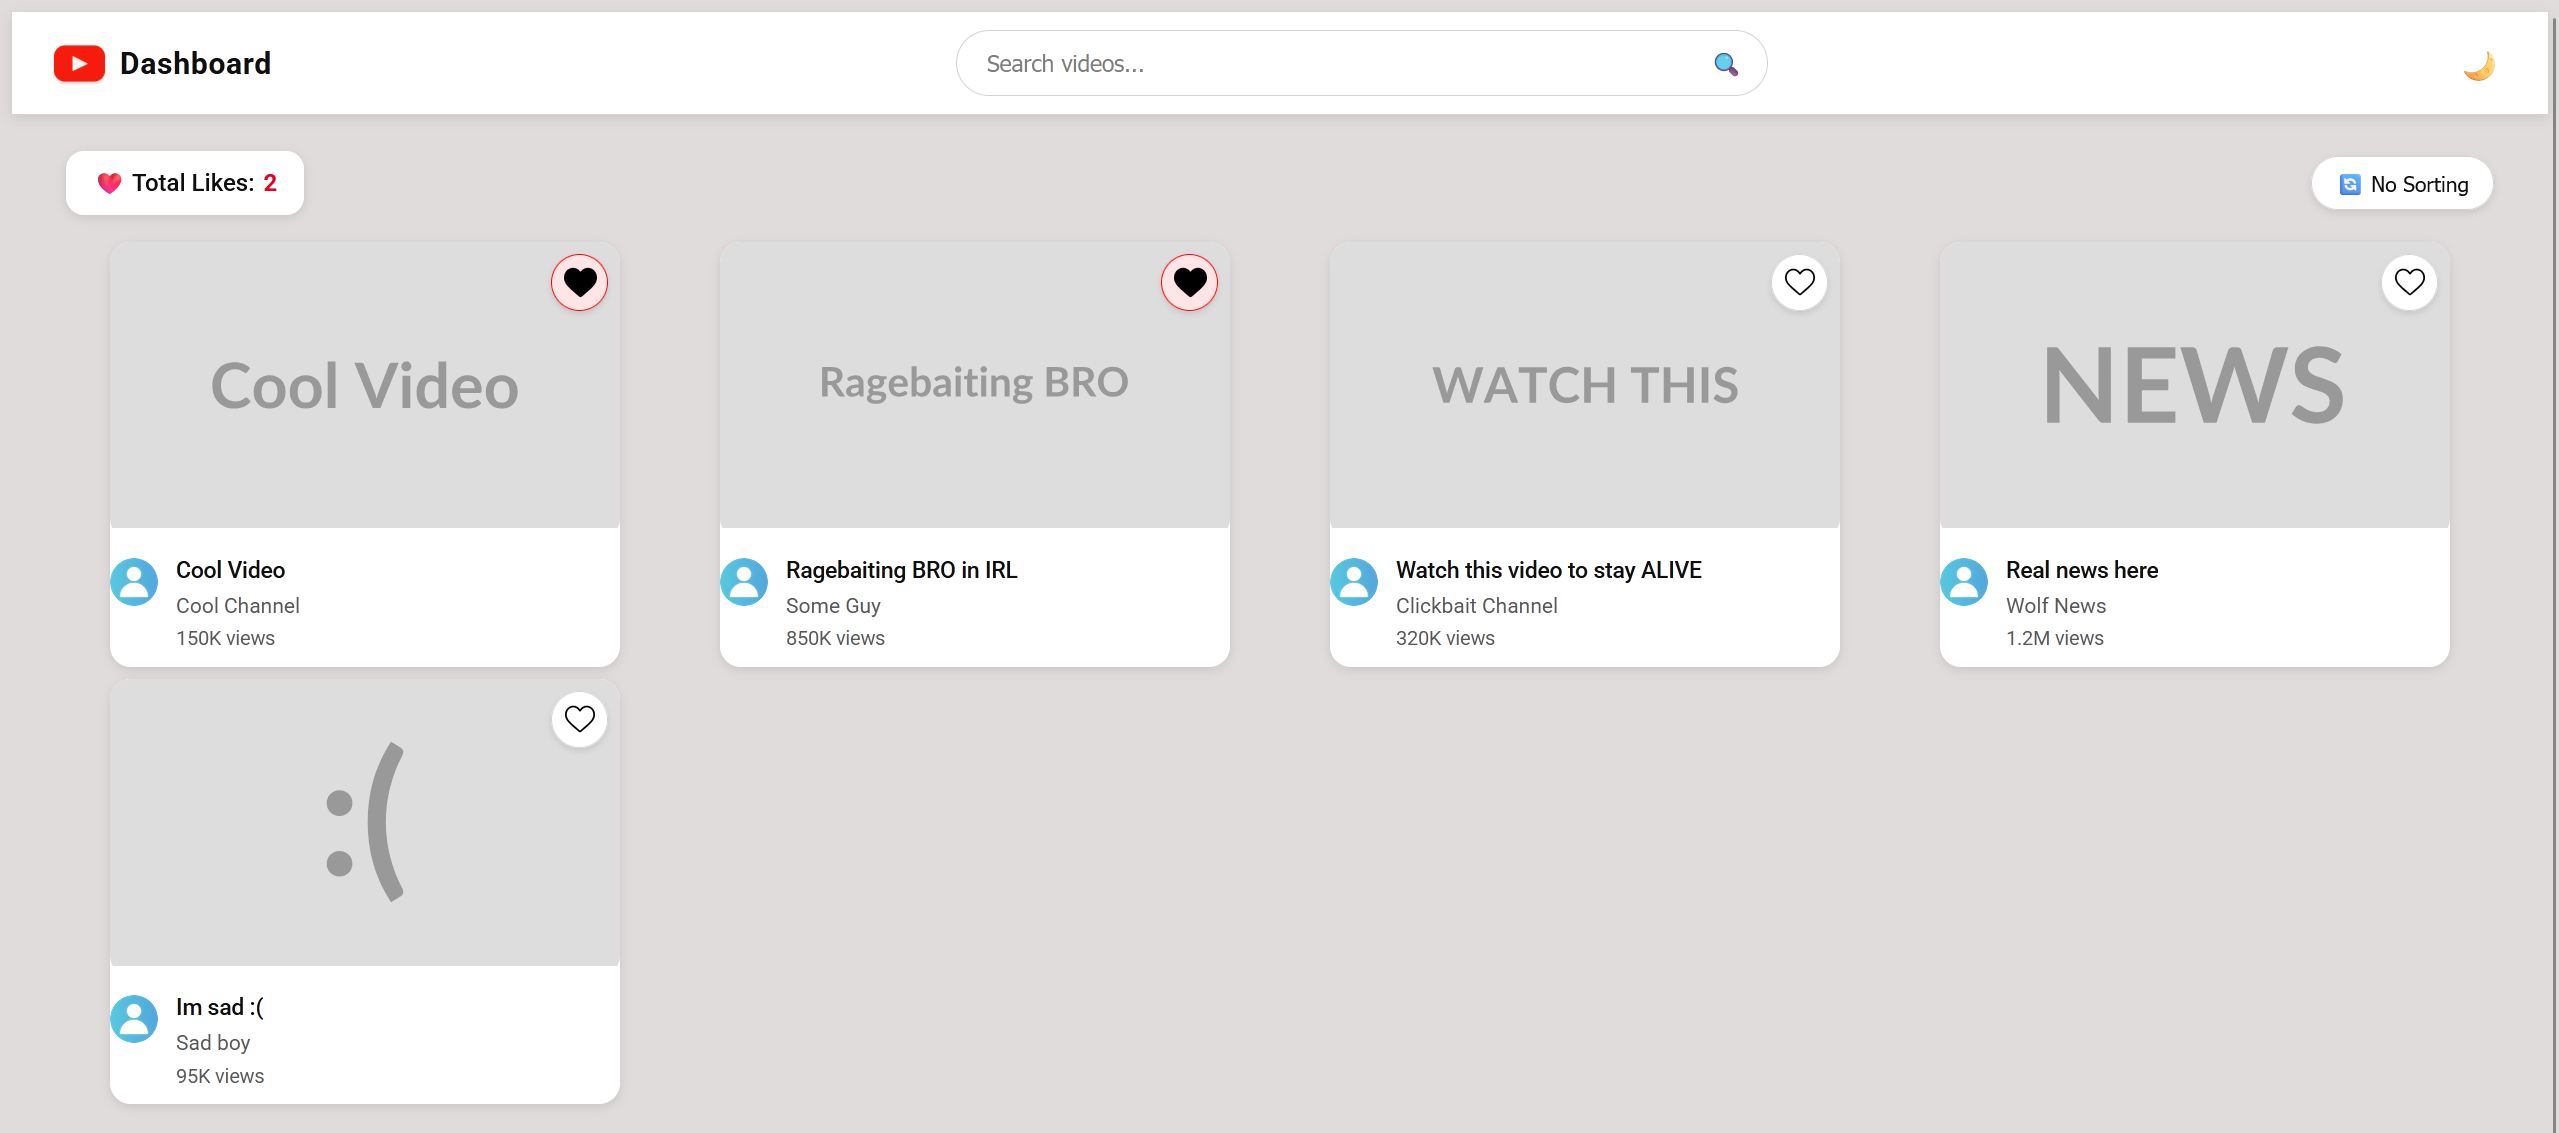 Dashboard
Search videos...
Total Likes: 2
No Sorting
Cool Video
Cool Video
Cool Channel
150K views
Ragebaiting BRO
Ragebaiting BRO in IRL
Some Guy
850K views
WATCH THIS
Watch this video to stay ALIVE
Clickbait Channel
320K views
NEWS
Real news here
Wolf News
1.2M views
:(
Im sad :(
Sad boy
95K views